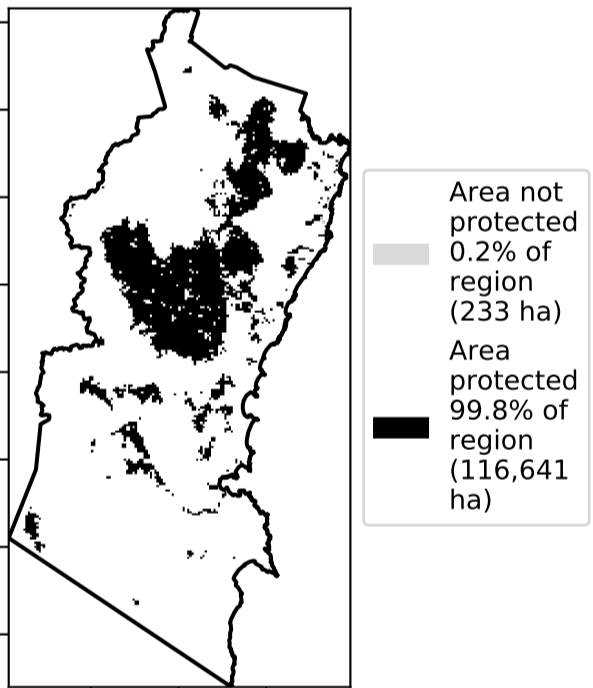 Area not
protected
0.2% of
region
(233 ha)
Area
protected
99.8% of
region
(116,641
ha)